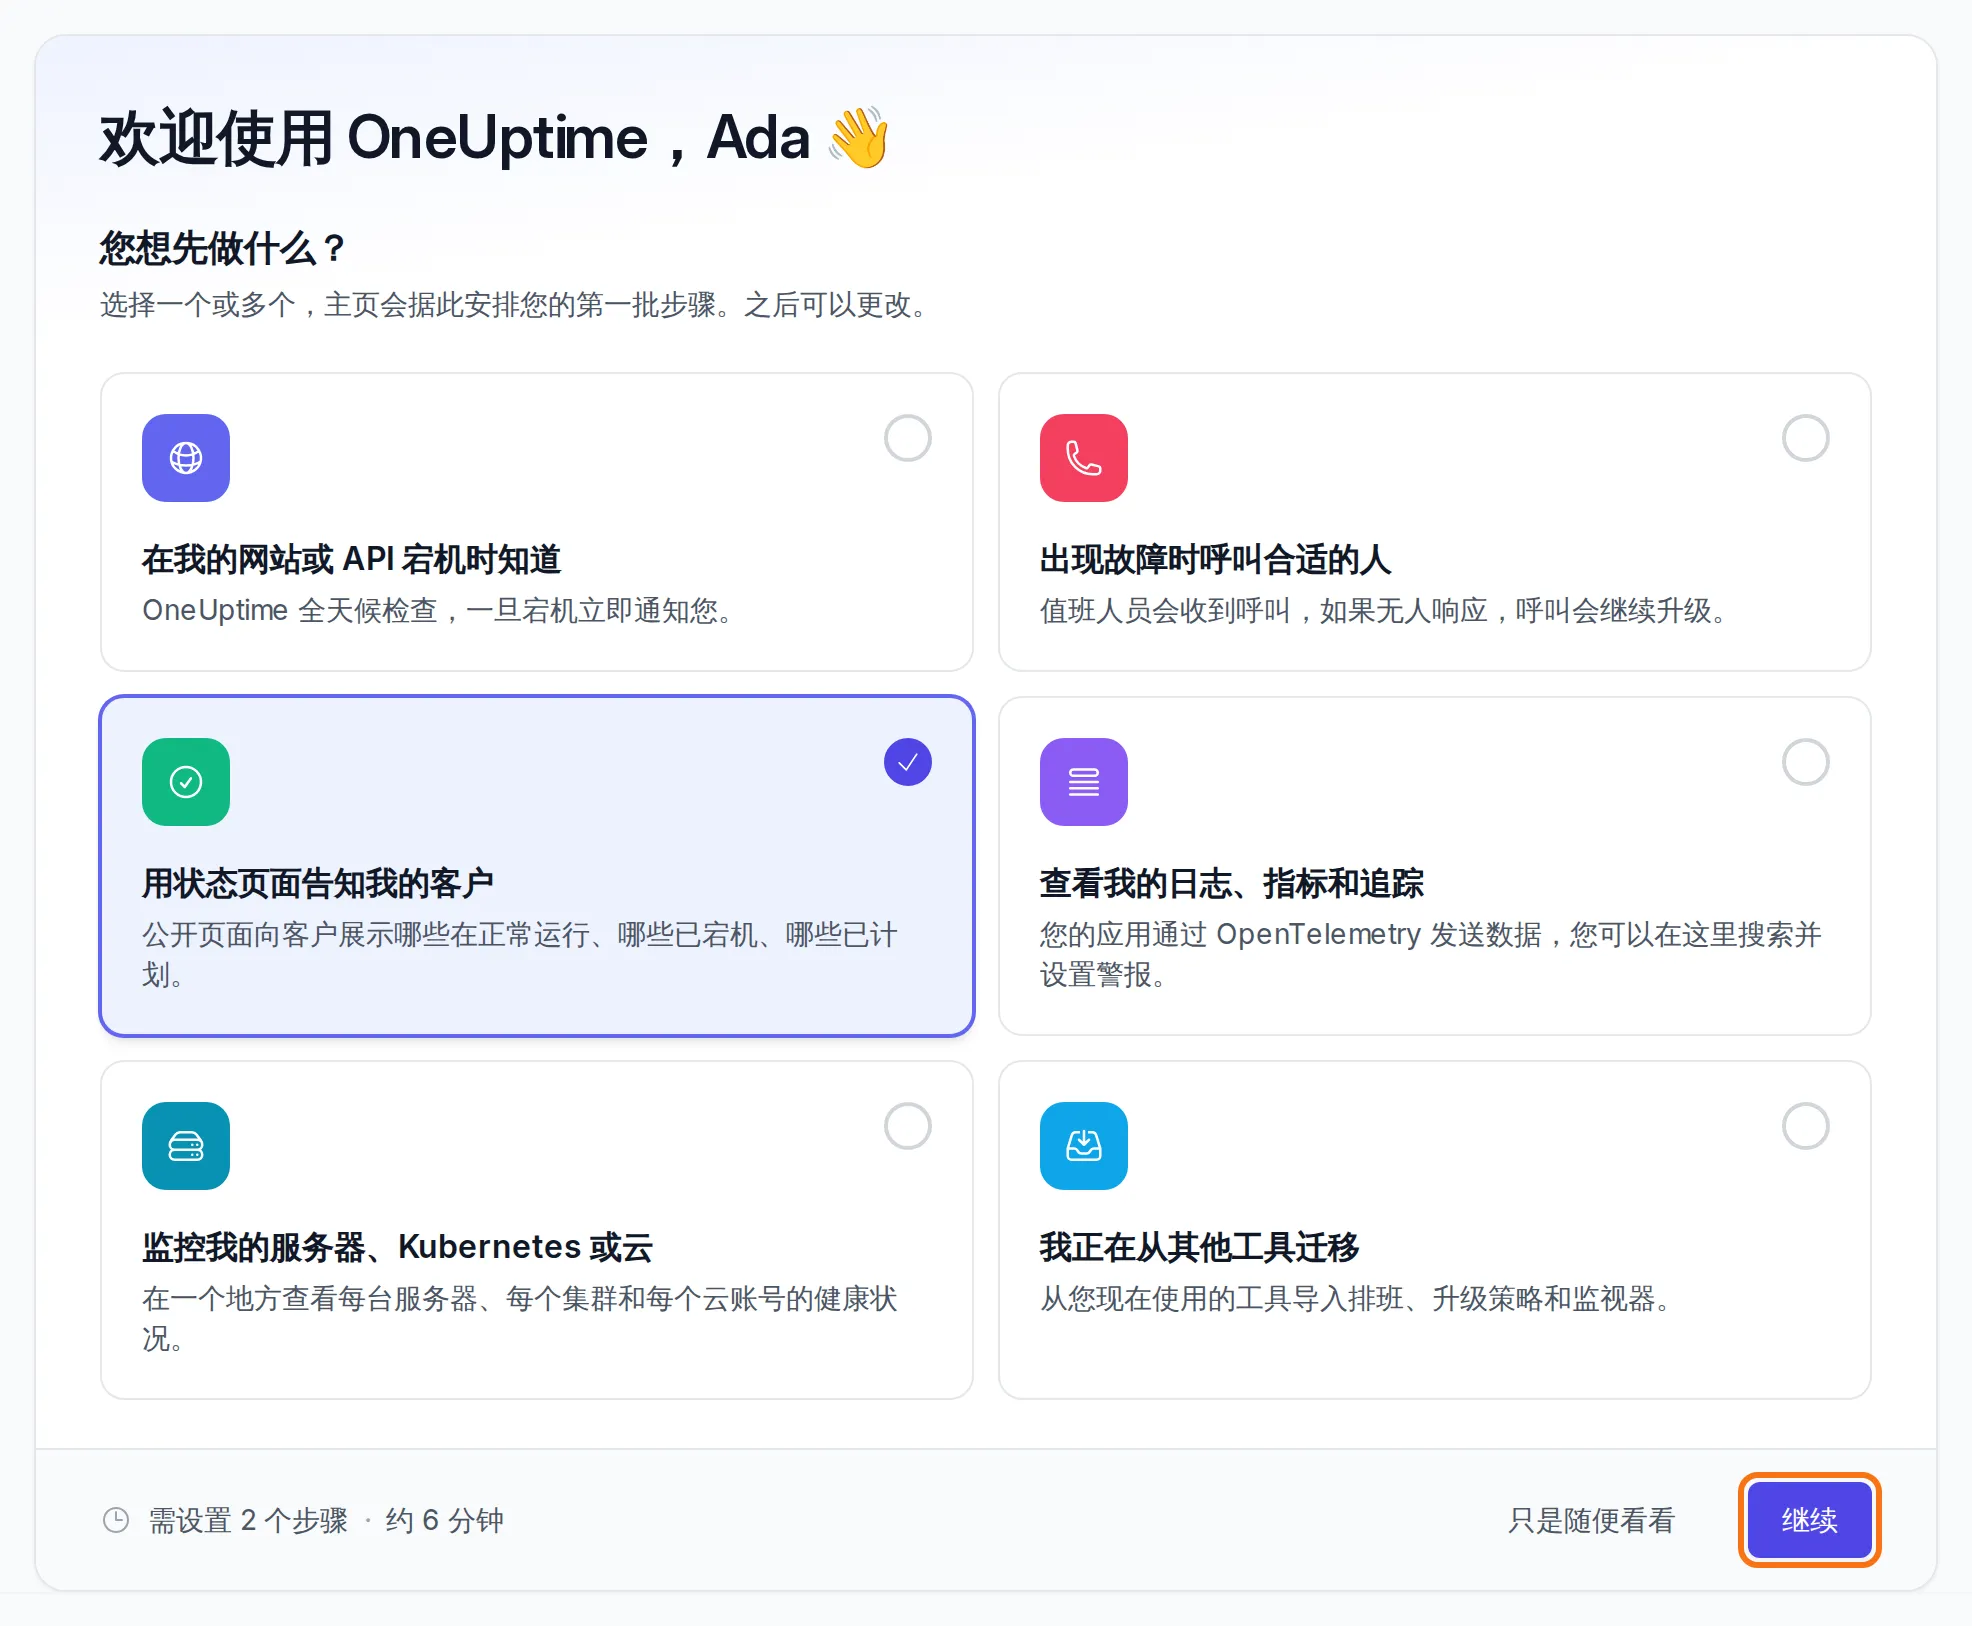 欢迎使用 OneUptime，Ada 👋
您想先做什么？
选择一个或多个，主页会据此安排您的第一批步骤。之后可以更改。
在我的网站或 API 宕机时知道
OneUptime 全天候检查，一旦宕机立即通知您。
出现故障时呼叫合适的人
值班人员会收到呼叫，如果无人响应，呼叫会继续升级。
用状态页面告知我的客户
公开页面向客户展示哪些在正常运行、哪些已宕机、哪些已计
划。
查看我的日志、指标和追踪
您的应用通过 OpenTelemetry 发送数据，您可以在这里搜索并
设置警报。
监控我的服务器、Kubernetes 或云
在一个地方查看每台服务器、每个集群和每个云账号的健康状
况。
我正在从其他工具迁移
从您现在使用的工具导入排班、升级策略和监视器。
需设置 2 个步骤 · 约 6 分钟
只是随便看看
继续